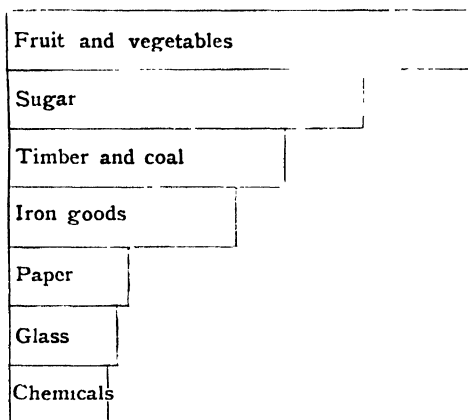 Fruit and vegetables
Sugar
Timber and coal
Iron goods
Paper
Glass
Chemicals